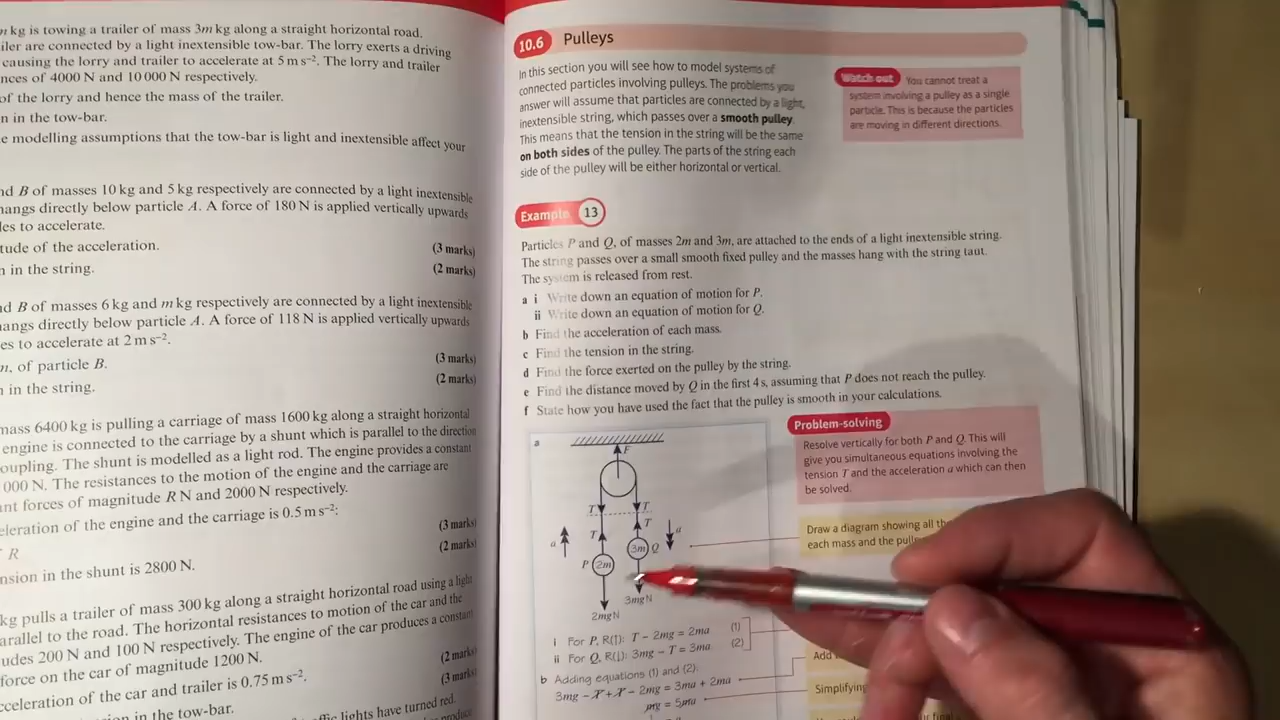 n kg is towing a trailer of mass 3m kg along a straight horizontal road.
iler are connected by a light inextensible tow-bar. The lorry exerts a driving
causing the lorry and trailer to accelerate at 5 m s⁻². The lorry and trailer
nces of 4000 N and 10 000 N respectively.
of the lorry and hence the mass of the trailer.
n in the tow-bar.
e modelling assumptions that the tow-bar is light and inextensible affect your
nd B of masses 10 kg and 5 kg respectively are connected by a light inextensible
hangs directly below particle A. A force of 180 N is applied vertically upwards
les to accelerate.
tude of the acceleration. (3 marks)
n in the string. (2 marks)
nd B of masses 6 kg and m kg respectively are connected by a light inextensible
hangs directly below particle A. A force of 118 N is applied vertically upwards
es to accelerate at 2 m s⁻².
m, of particle B. (3 marks)
n in the string. (2 marks)
mass 6400 kg is pulling a carriage of mass 1600 kg along a straight horizontal
engine is connected to the carriage by a shunt which is parallel to the direction
oupling. The shunt is modelled as a light rod. The engine provides a constant
000 N. The resistances to the motion of the engine and the carriage are
ant forces of magnitude R N and 2000 N respectively.
eleration of the engine and the carriage is 0.5 m s⁻²:
R (3 marks)
nsion in the shunt is 2800 N. (2 marks)
kg pulls a trailer of mass 300 kg along a straight horizontal road using a light
arallel to the road. The horizontal resistances to motion of the car and the
udes 200 N and 100 N respectively. The engine of the car produces a constant
force on the car of magnitude 1200 N. (2 marks)
cceleration of the car and trailer is 0.75 m s⁻². (3 marks
on in the tow-bar.
ffic lights have turned red.
produce
10.6 Pulleys
In this section you will see how to model systems of
connected particles involving pulleys. The problems you
answer will assume that particles are connected by a light,
inextensible string, which passes over a smooth pulley.
This means that the tension in the string will be the same
on both sides of the pulley. The parts of the string each
side of the pulley will be either horizontal or vertical.
Watch out You cannot treat a
system involving a pulley as a single
particle. This is because the particles
are moving in different directions.
Example 13
Particles P and Q, of masses 2m and 3m, are attached to the ends of a light inextensible string.
The string passes over a small smooth fixed pulley and the masses hang with the string taut.
The system is released from rest.
a i Write down an equation of motion for P.
ii Write down an equation of motion for Q.
b Find the acceleration of each mass.
c Find the tension in the string.
d Find the force exerted on the pulley by the string.
e Find the distance moved by Q in the first 4 s, assuming that P does not reach the pulley.
f State how you have used the fact that the pulley is smooth in your calculations.
a
F
T T
T T
a a
P 2m 3m Q
3mg N
2mg N
i For P, R(↑): T − 2mg = 2ma (1)
ii For Q, R(↓): 3mg − T = 3ma (2)
b Adding equations (1) and (2):
3mg − T + T − 2mg = 3ma + 2ma
mg = 5ma
Problem-solving
Resolve vertically for both P and Q. This will
give you simultaneous equations involving the
tension T and the acceleration a which can then
be solved.
Draw a diagram showing all th
each mass and the pulle
Add
Simplifying